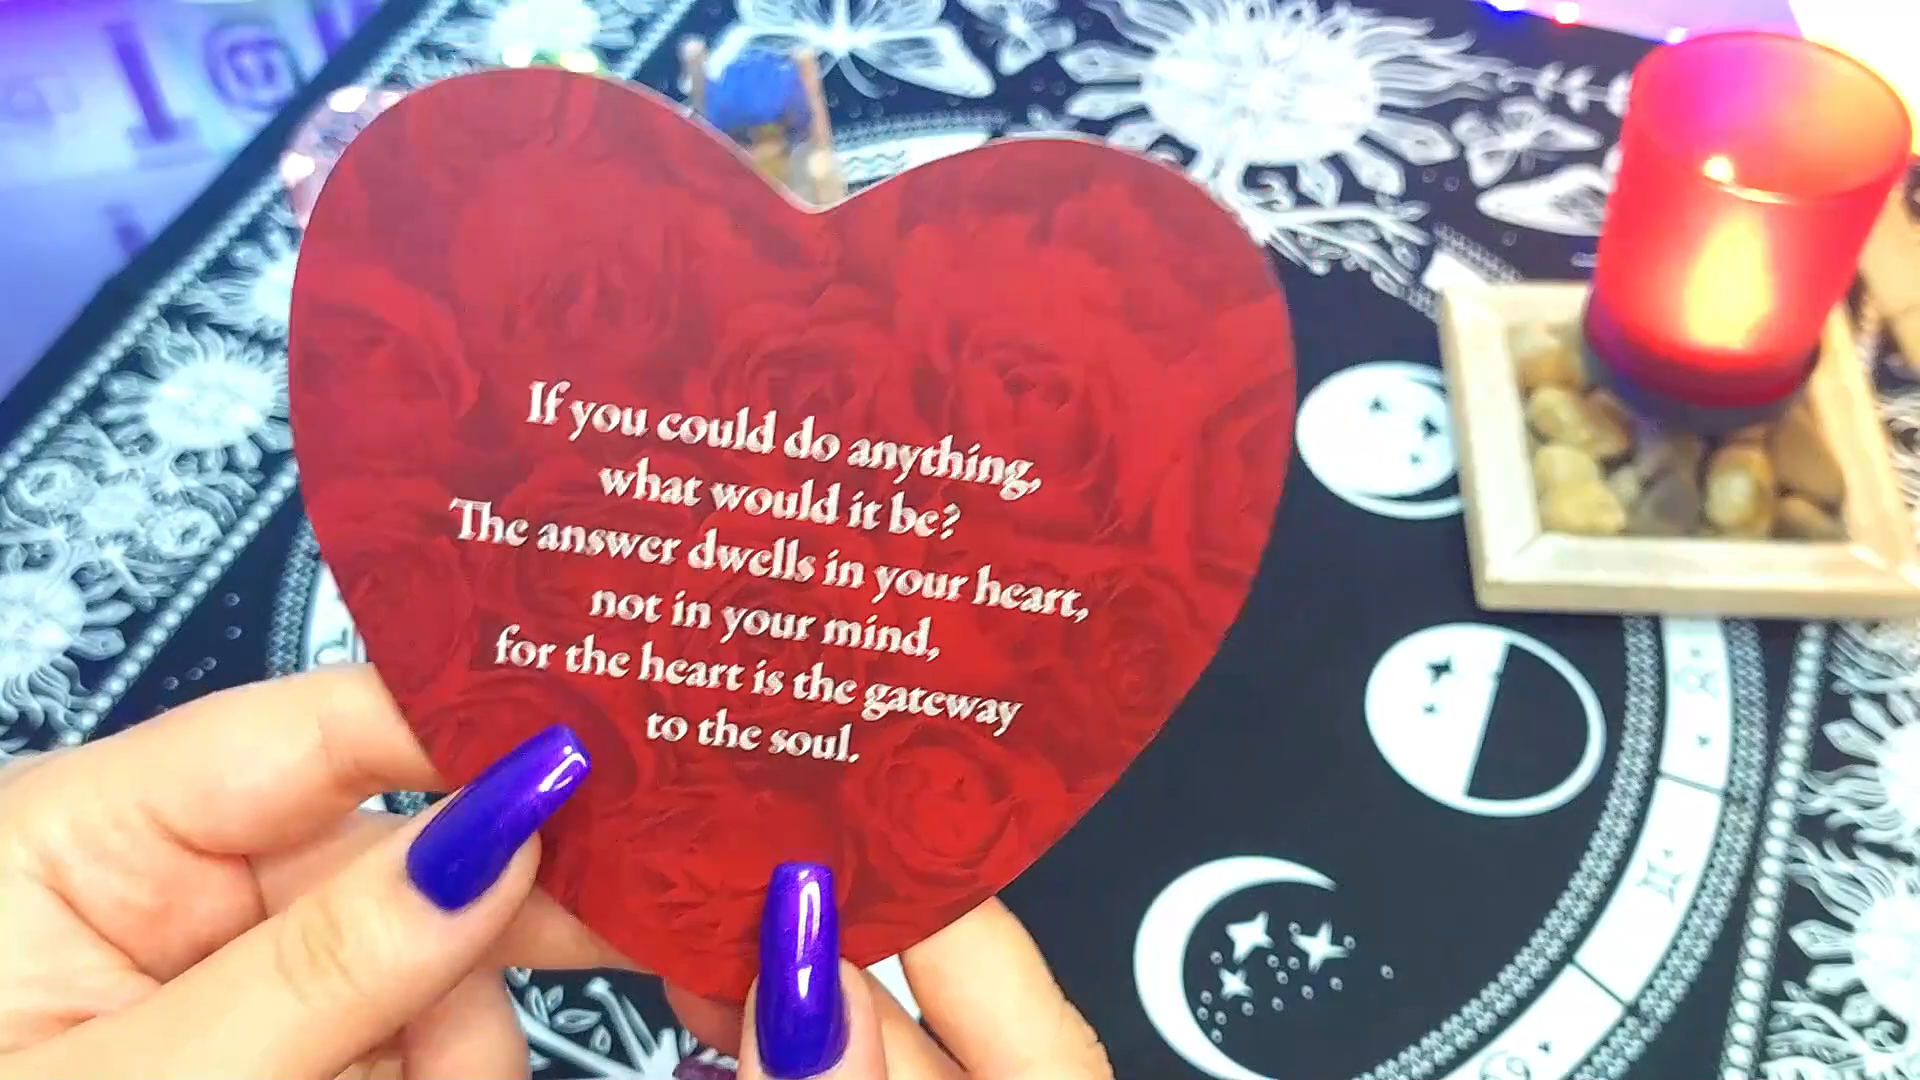 If you could do anything,
what would it be?
The answer dwells in your heart,
not in your mind,
for the heart is the gateway
to the soul.